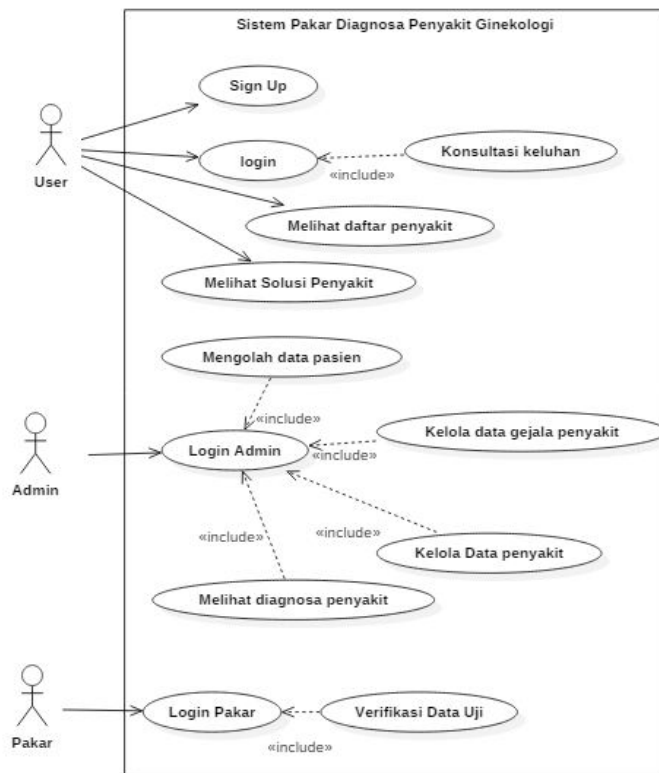 Sistem Pakar Diagnosa Penyakit Ginekologi
Sign Up
User
login
«include»
Konsultasi keluhan
Melihat daftar penyakit
Melihat Solusi Penyakit
Mengolah data pasien
«include»
Admin
Login Admin
«include»
Kelola data gejala penyakit
«include»
«include»
Kelola Data penyakit
Melihat diagnosa penyakit
Pakar
Login Pakar
Verifikasi Data Uji
«include»